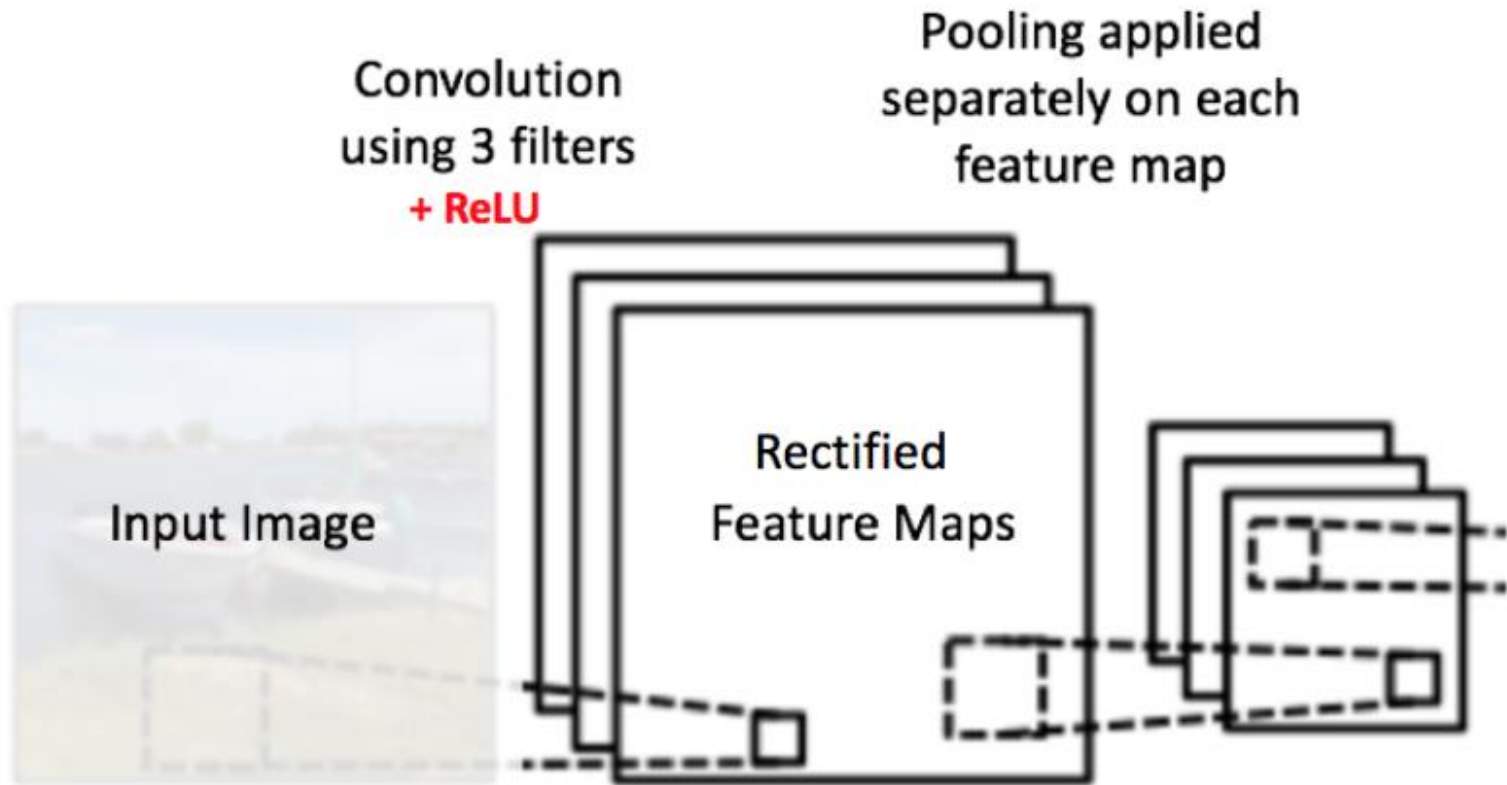 Convolution
using 3 filters
+ ReLU
Pooling applied
separately on each
feature map
Input Image
Rectified
Feature Maps